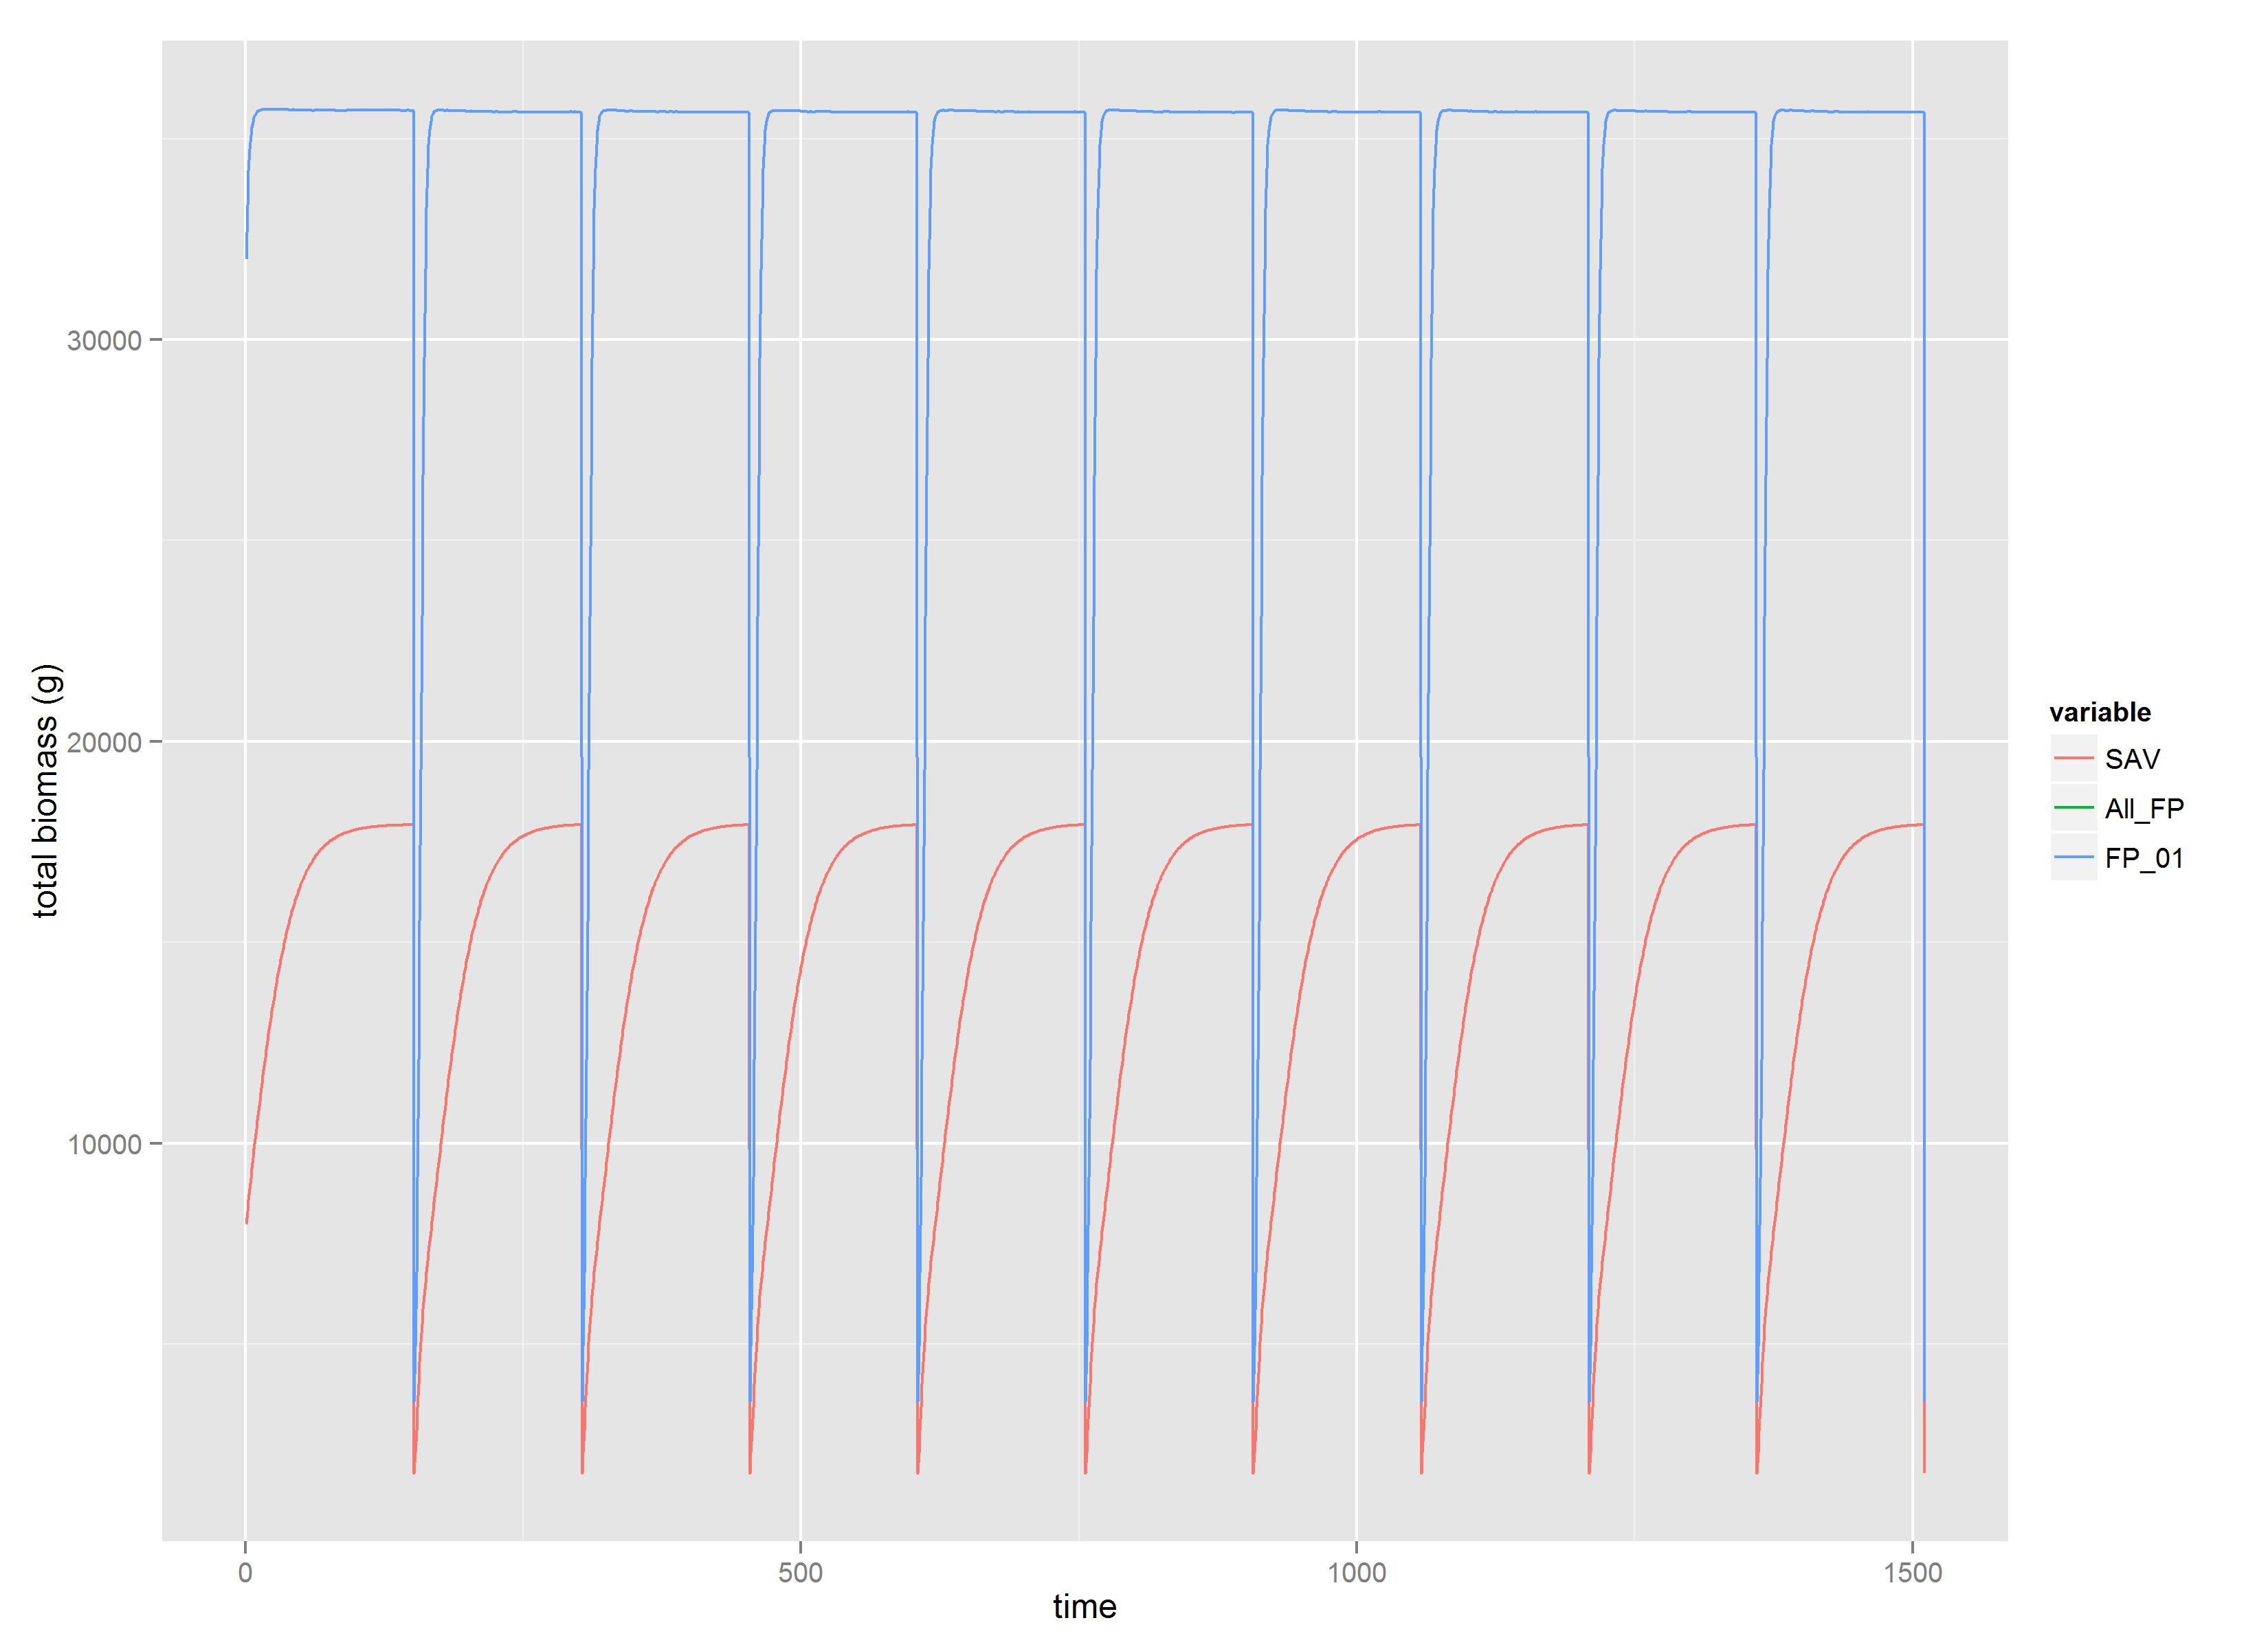 total biomass (g)
30000
20000
10000
0
500
1000
1500
time
variable
SAV
All_FP
FP_01